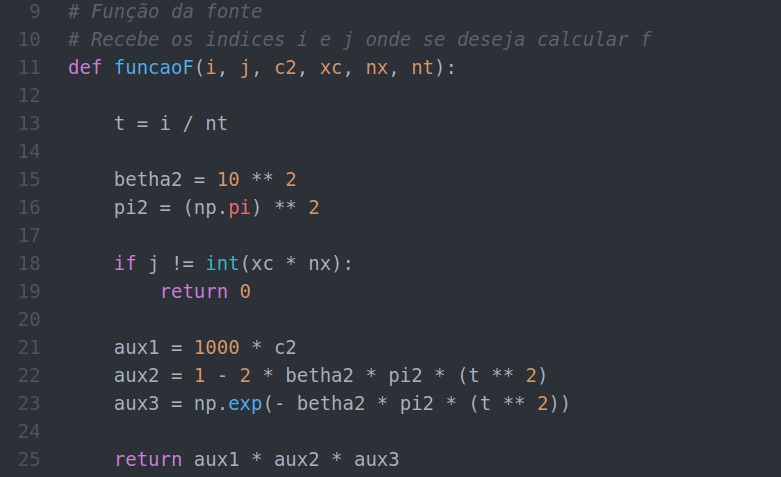 9 # Função da fonte
10 # Recebe os indices i e j onde se deseja calcular f
11 def funcaoF(i, j, c2, xc, nx, nt):
12
13     t = i / nt
14
15     betha2 = 10 ** 2
16     pi2 = (np.pi) ** 2
17
18     if j != int(xc * nx):
19         return 0
20
21     aux1 = 1000 * c2
22     aux2 = 1 - 2 * betha2 * pi2 * (t ** 2)
23     aux3 = np.exp(- betha2 * pi2 * (t ** 2))
24
25     return aux1 * aux2 * aux3